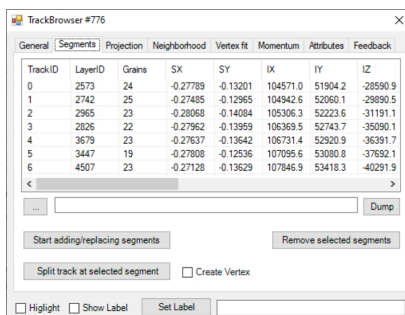 TrackBrowser #776
General Segments Projection Neighborhood Vertex fit Momentum Attributes Feedback
TrackID LayerID Grains SX SY IX IY IZ
0 2573 24 -0.27789 -0.13201 104571.0 51904.2 -28590.9
1 2742 25 -0.27485 -0.12965 104942.6 52060.1 -29890.5
2 2965 23 -0.28068 -0.14084 105306.3 52223.6 -31191.1
3 2826 22 -0.27962 -0.13959 106369.5 52743.7 -35090.1
4 3679 23 -0.27637 -0.13642 106731.4 52920.9 -36391.7
5 3447 19 -0.27808 -0.12536 107095.6 53080.8 -37692.1
6 4507 23 -0.27128 -0.13629 107846.9 53418.3 -40291.9
... Dump
Start adding/replacing segments Remove selected segments
Split track at selected segment Create Vertex
Higlight Show Label Set Label